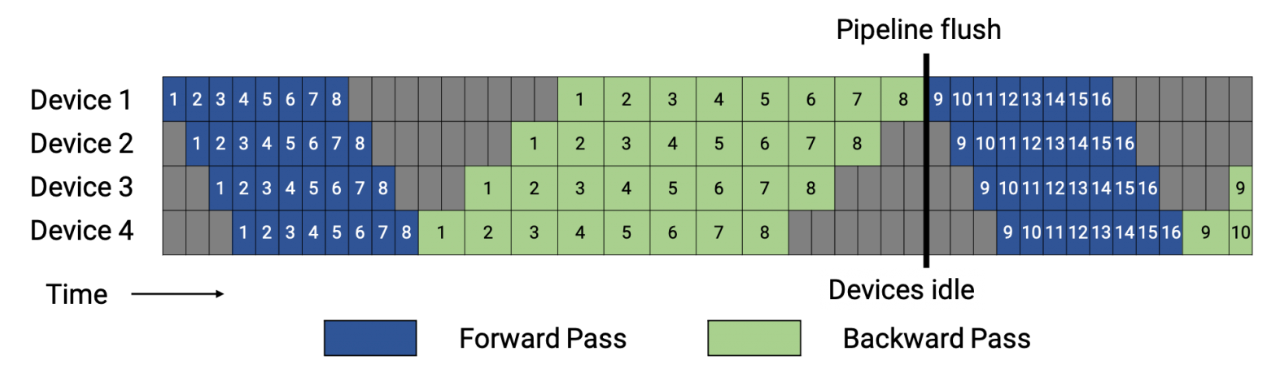 Pipeline flush
Device 1 1 2 3 4 5 6 7 8 1 2 3 4 5 6 7 8 9 10 11 12 13 14 15 16
Device 2 1 2 3 4 5 6 7 8 1 2 3 4 5 6 7 8 9 10 11 12 13 14 15 16
Device 3 1 2 3 4 5 6 7 8 1 2 3 4 5 6 7 8 9 10 11 12 13 14 15 16 9
Device 4 1 2 3 4 5 6 7 8 1 2 3 4 5 6 7 8 9 10 11 12 13 14 15 16 9 10
Time Devices idle
Forward Pass Backward Pass